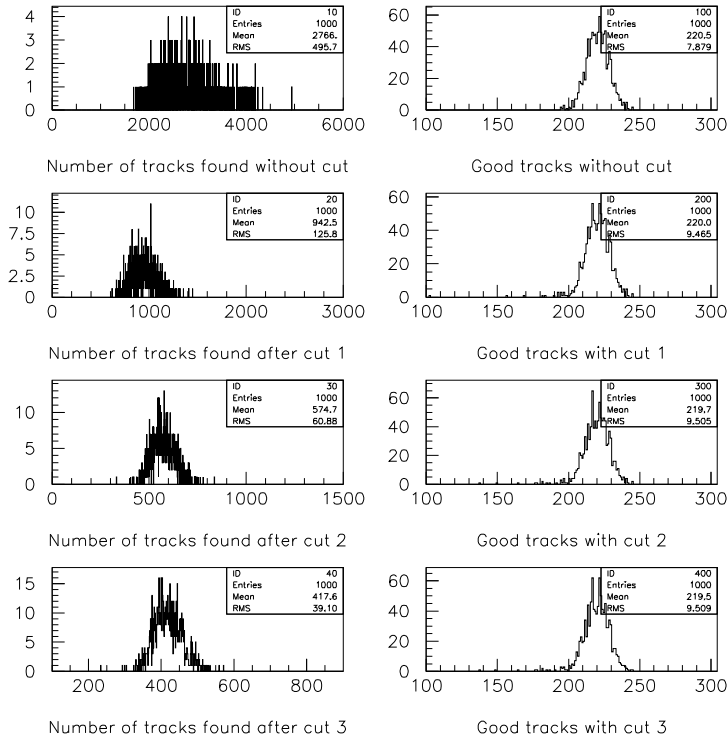 ID 10
Entries 1000
Mean 2766.
RMS 495.7
4
3
2
1
0
0 2000 4000 6000
Number of tracks found without cut
ID 100
Entries 1000
Mean 220.5
RMS 7.879
60
40
20
0
100 150 200 250 300
Good tracks without cut
ID 20
Entries 1000
Mean 942.5
RMS 125.8
10
7.5
5
2.5
0
0 1000 2000 3000
Number of tracks found after cut 1
ID 200
Entries 1000
Mean 220.0
RMS 9.465
60
40
20
0
100 150 200 250 300
Good tracks with cut 1
ID 30
Entries 1000
Mean 574.7
RMS 60.88
10
5
0
0 500 1000 1500
Number of tracks found after cut 2
ID 300
Entries 1000
Mean 219.7
RMS 9.505
60
40
20
0
100 150 200 250 300
Good tracks with cut 2
ID 40
Entries 1000
Mean 417.6
RMS 39.10
15
10
5
0
200 400 600 800
Number of tracks found after cut 3
ID 400
Entries 1000
Mean 219.5
RMS 9.509
60
40
20
0
100 150 200 250 300
Good tracks with cut 3